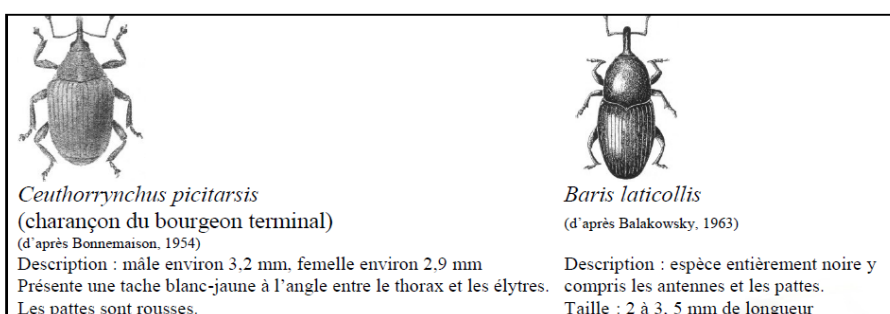 Ceuthorrynchus picitarsis
(charançon du bourgeon terminal)
(d'après Bonnemaison, 1954)
Description : mâle environ 3,2 mm, femelle environ 2,9 mm
Présente une tache blanc-jaune à l'angle entre le thorax et les élytres.
Les pattes sont rousses.
Baris laticollis
(d'après Balakowsky, 1963)
Description : espèce entièrement noire y
compris les antennes et les pattes.
Taille : 2 à 3, 5 mm de longueur